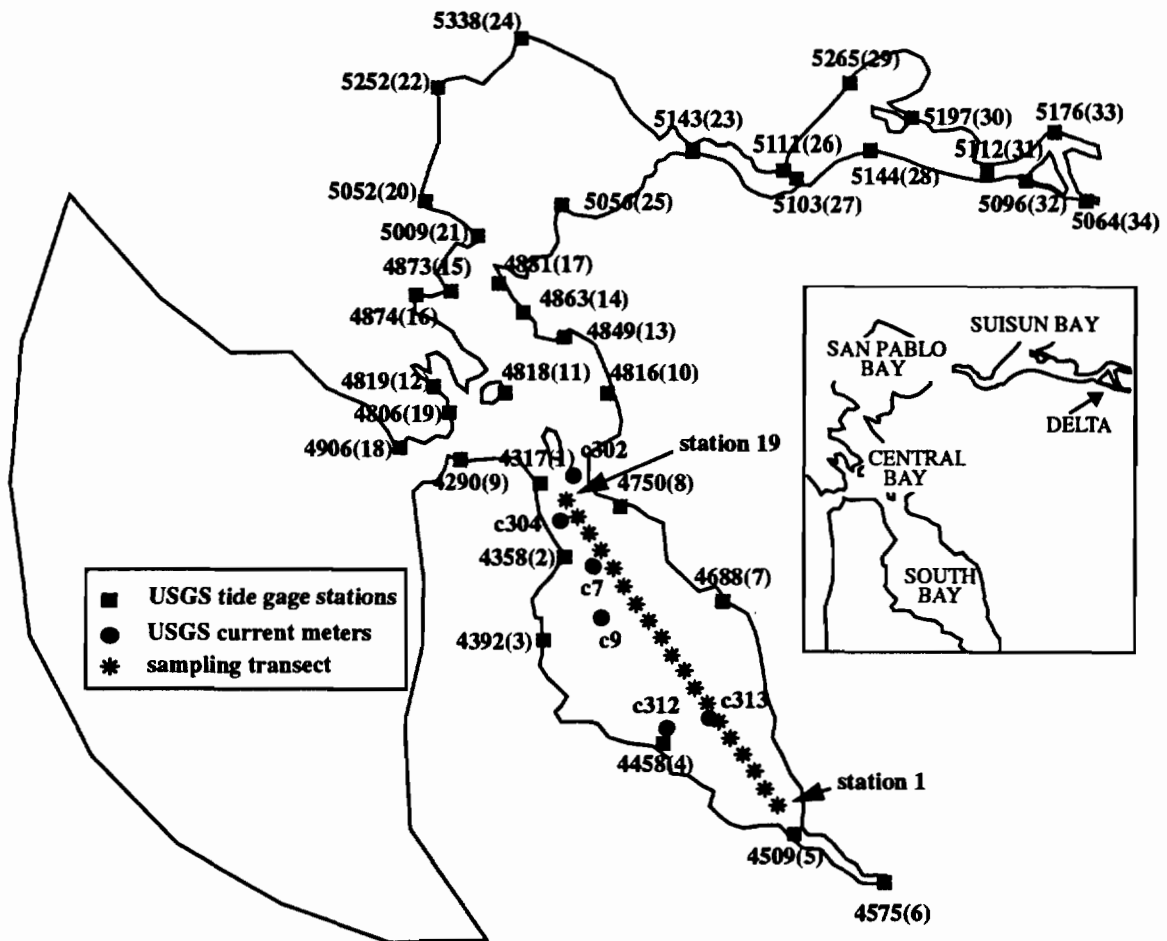 5338(24)
5265(29)
5252(22)
5197(30)
5176(33)
5143(23)
5111(26)
5112(31)
5144(28)
5052(20)
5056(25)
5103(27)
5096(32)
5064(34)
5009(21)
4873(15)
4881(17)
4874(16)
4863(14)
4849(13)
4819(12)
4818(11)
4816(10)
4806(19)
4906(18)
4317(1)
c302
station 19
4290(9)
4750(8)
c304
4358(2)
c7
4688(7)
c9
4392(3)
c312
c313
4458(4)
station 1
4509(5)
4575(6)
USGS tide gage stations
USGS current meters
sampling transect
SUISUN BAY
SAN PABLO
BAY
DELTA
CENTRAL
BAY
SOUTH
BAY